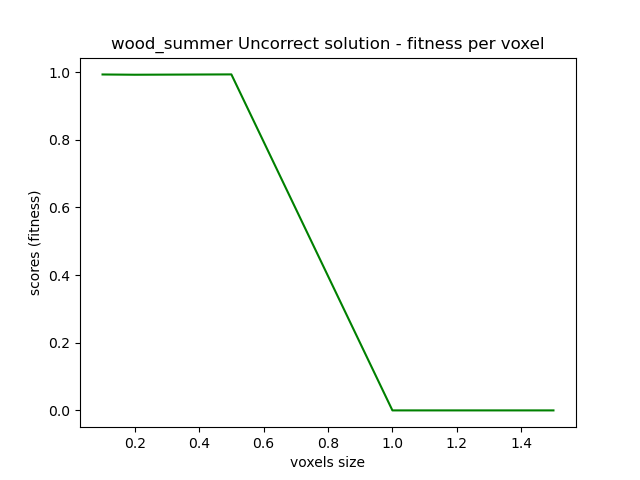 wood_summer Uncorrect solution - fitness per voxel
1.0
0.8
0.6
0.4
0.2
0.0
scores (fitness)
0.2 0.4 0.6 0.8 1.0 1.2 1.4
voxels size